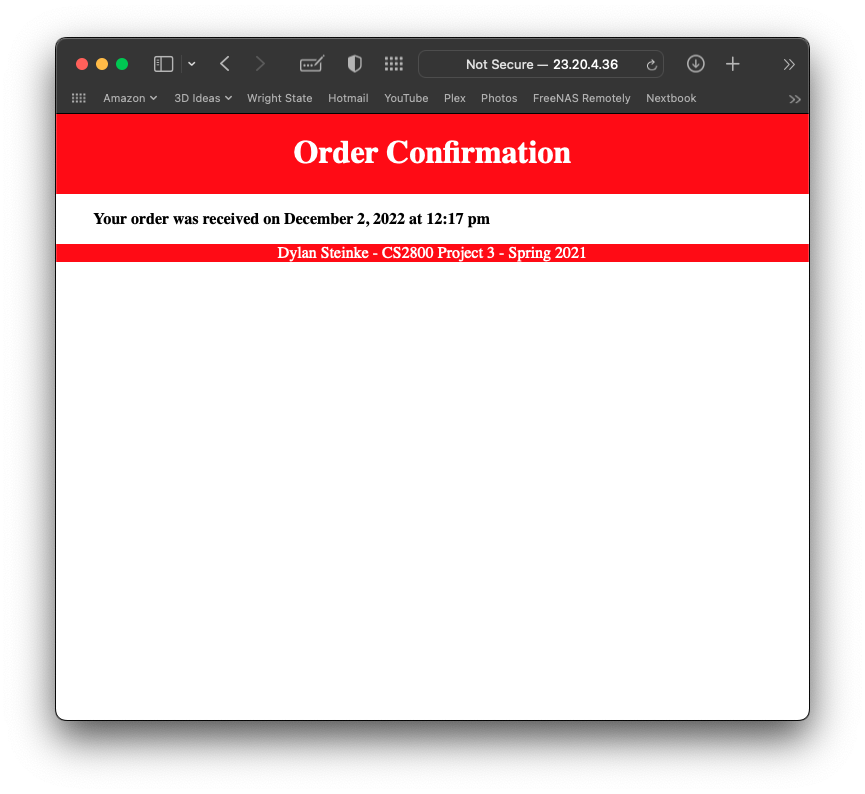 Not Secure — 23.20.4.36
Amazon 3D Ideas Wright State Hotmail YouTube Plex Photos FreeNAS Remotely Nextbook
Order Confirmation
Your order was received on December 2, 2022 at 12:17 pm
Dylan Steinke - CS2800 Project 3 - Spring 2021